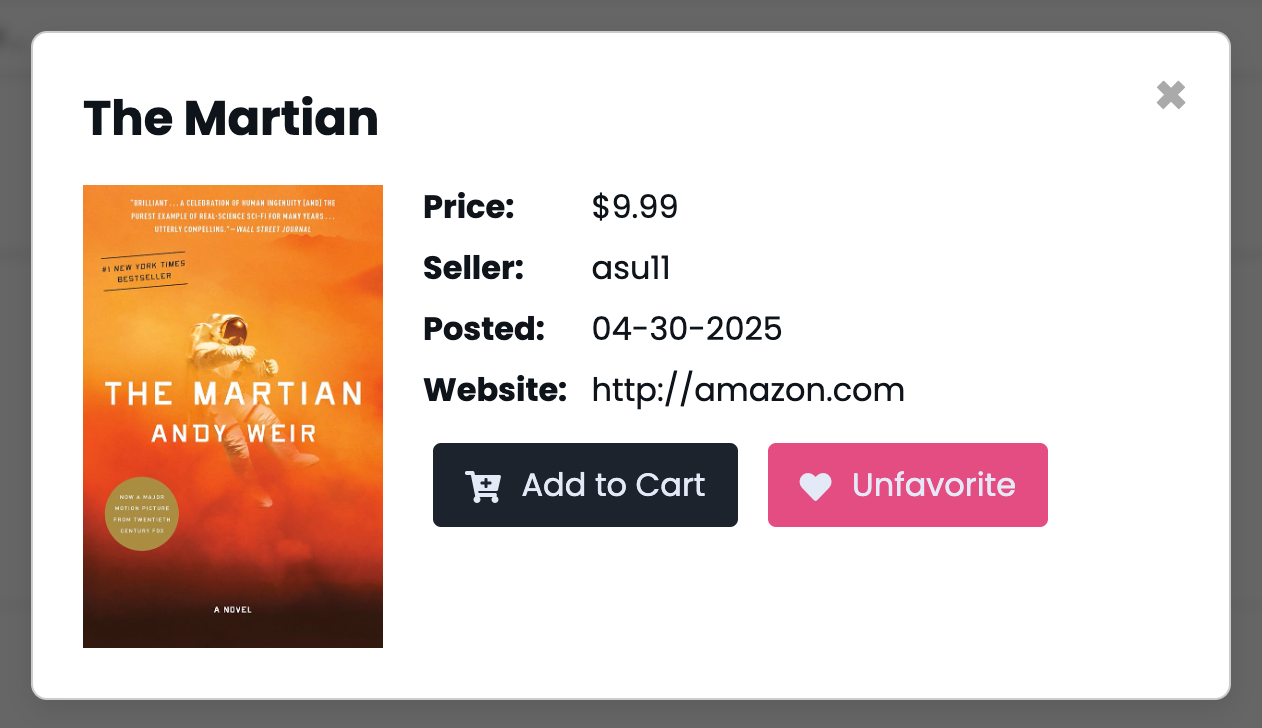 The Martian
"BRILLIANT . . . A CELEBRATION OF HUMAN INGENUITY [AND] THE
PUREST EXAMPLE OF REAL-SCIENCE SCI-FI FOR MANY YEARS . . .
UTTERLY COMPELLING."—WALL STREET JOURNAL
#1 NEW YORK TIMES
BESTSELLER
THE MARTIAN
ANDY WEIR
NOW A MAJOR
MOTION PICTURE
FROM TWENTIETH
CENTURY FOX
A NOVEL
Price: $9.99
Seller: asu11
Posted: 04-30-2025
Website: http://amazon.com
Add to Cart
Unfavorite